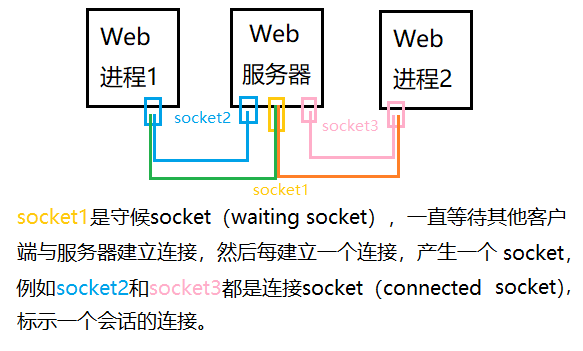 Web
进程1
Web
服务器
Web
进程2
socket2
socket3
socket1
socket1是守候socket（waiting socket），一直等待其他客户
端与服务器建立连接，然后每建立一个连接，产生一个 socket，
例如socket2和socket3都是连接socket（connected socket)，
标示一个会话的连接。